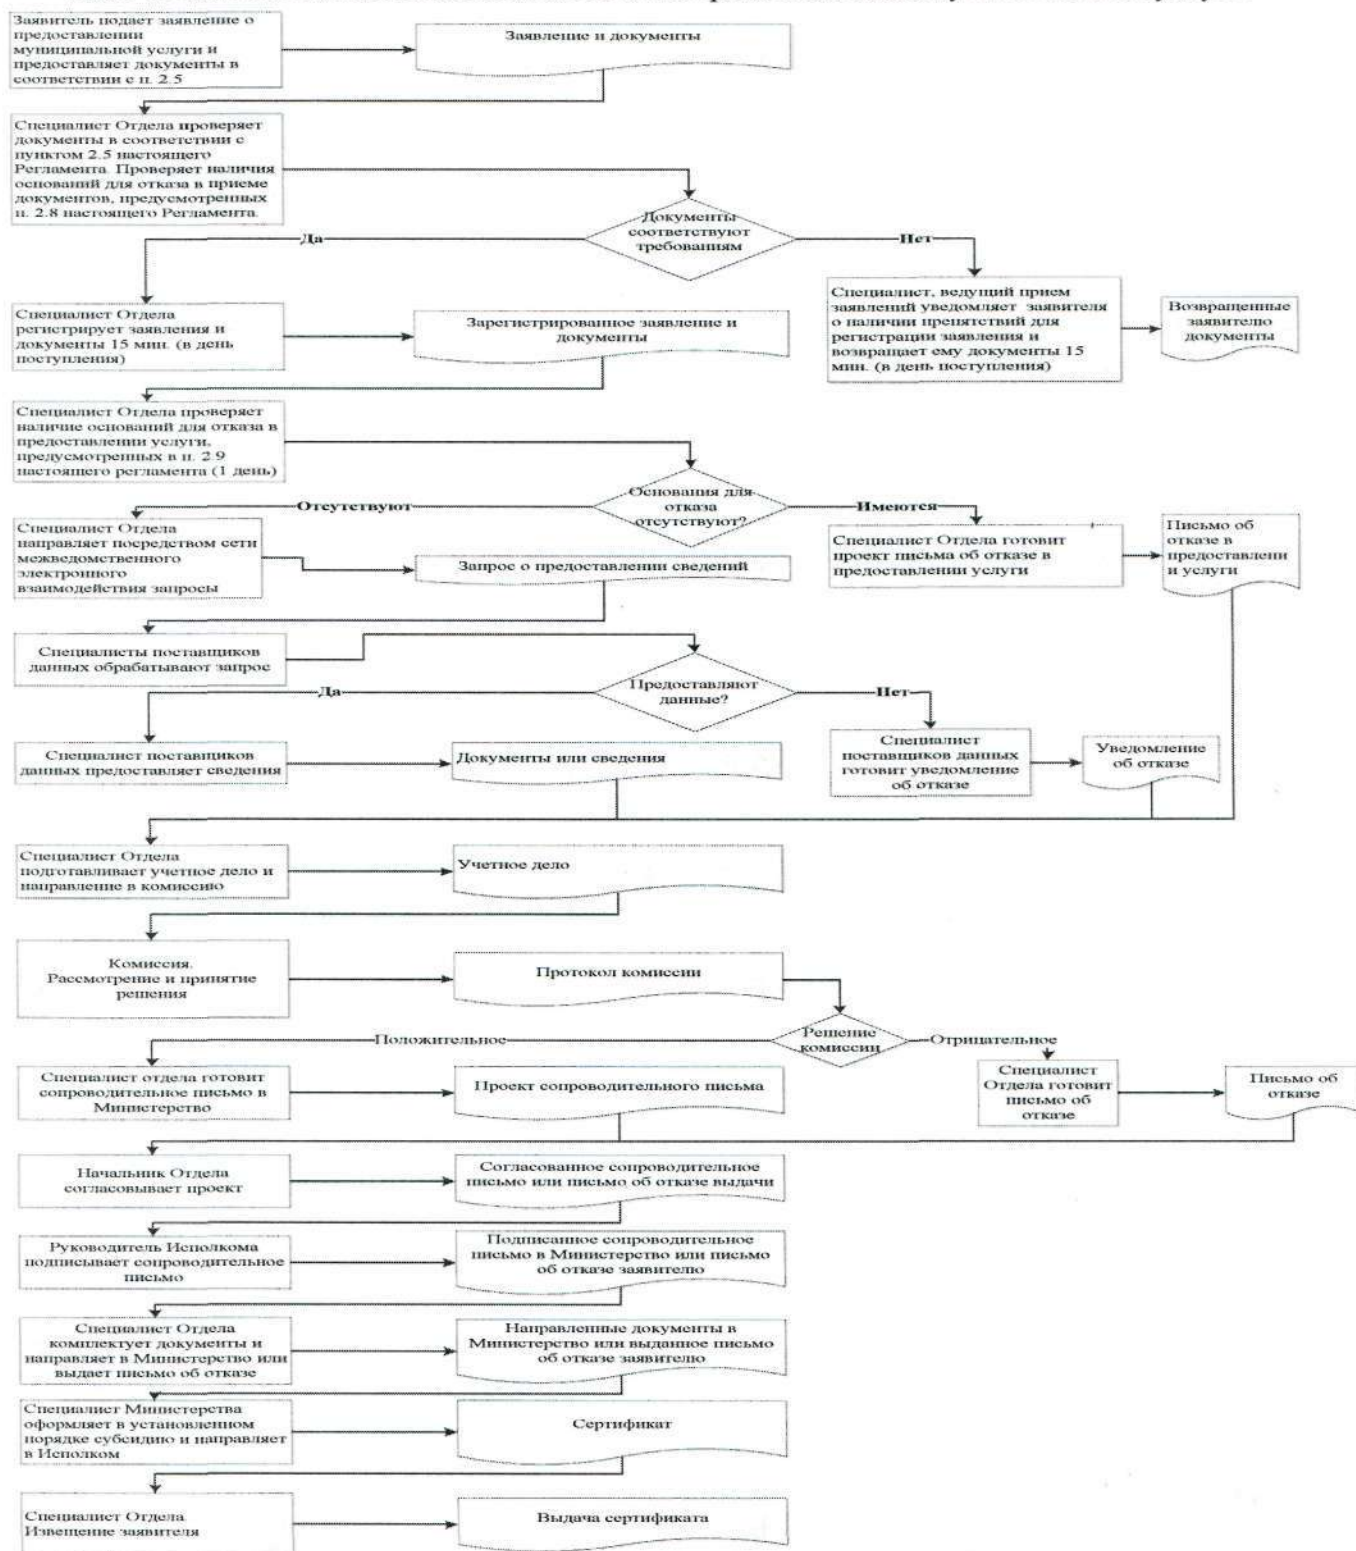 Заявитель подает заявление о
предоставлении
муниципальной услуги и
предоставляет документы в
соответствии с п. 2.5
Заявление и документы
Специалист Отдела проверяет
документы в соответствии с
пунктом 2.5 настоящего
Регламента. Проверяет наличия
оснований для отказа в приеме
документов, предусмотренных
п. 2.8 настоящего Регламента.
Документы
соответствуют
требованиям
Да
Нет
Специалист Отдела
регистрирует заявления и
документы 15 мин. (в день
поступления)
Зарегистрированное заявление и
документы
Специалист, ведущий прием
заявлений уведомляет заявителя
о наличии препятствий для
регистрации заявления и
возвращает ему документы 15
мин. (в день поступления)
Возвращенные
заявителю
документы
Специалист Отдела проверяет
наличие оснований для отказа в
предоставлении услуги,
предусмотренных в п. 2.9
настоящего регламента (1 день)
Основания для
отказа
отсутствуют?
Отсутствуют
Имеются
Специалист Отдела
направляет посредством сети
межведомственного
электронного
взаимодействия запросы
Запрос о предоставлении сведений
Специалист Отдела готовит
проект письма об отказе в
предоставлении услуги
Письмо об
отказе в
предоставлени
и услуги
Специалисты поставщиков
данных обрабатывают запрос
Предоставляют
данные?
Да
Нет
Специалист поставщиков
данных предоставляет сведения
Документы или сведения
Специалист
поставщиков данных
готовит уведомление
об отказе
Уведомление
об отказе
Специалист Отдела
подготавливает учетное дело и
направление в комиссию
Учетное дело
Комиссия.
Рассмотрение и принятие
решения
Протокол комиссии
Решение
комиссии
Положительное
Отрицательное
Специалист отдела готовит
сопроводительное письмо в
Министерство
Проект сопроводительного письма
Специалист
Отдела готовит
письмо об
отказе
Письмо об
отказе
Начальник Отдела
согласовывает проект
Согласованное сопроводительное
письмо или письмо об отказе выдачи
Руководитель Исполкома
подписывает сопроводительное
письмо
Подписанное сопроводительное
письмо в Министерство или письмо
об отказе заявителю
Специалист Отдела
комплектует документы и
направляет в Министерство или
выдает письмо об отказе
Направленные документы в
Министерство или выданное письмо
об отказе заявителю
Специалист Министерства
оформляет в установленном
порядке субсидию и направляет
в Исполком
Сертификат
Специалист Отдела
Извещение заявителя
Выдача сертификата